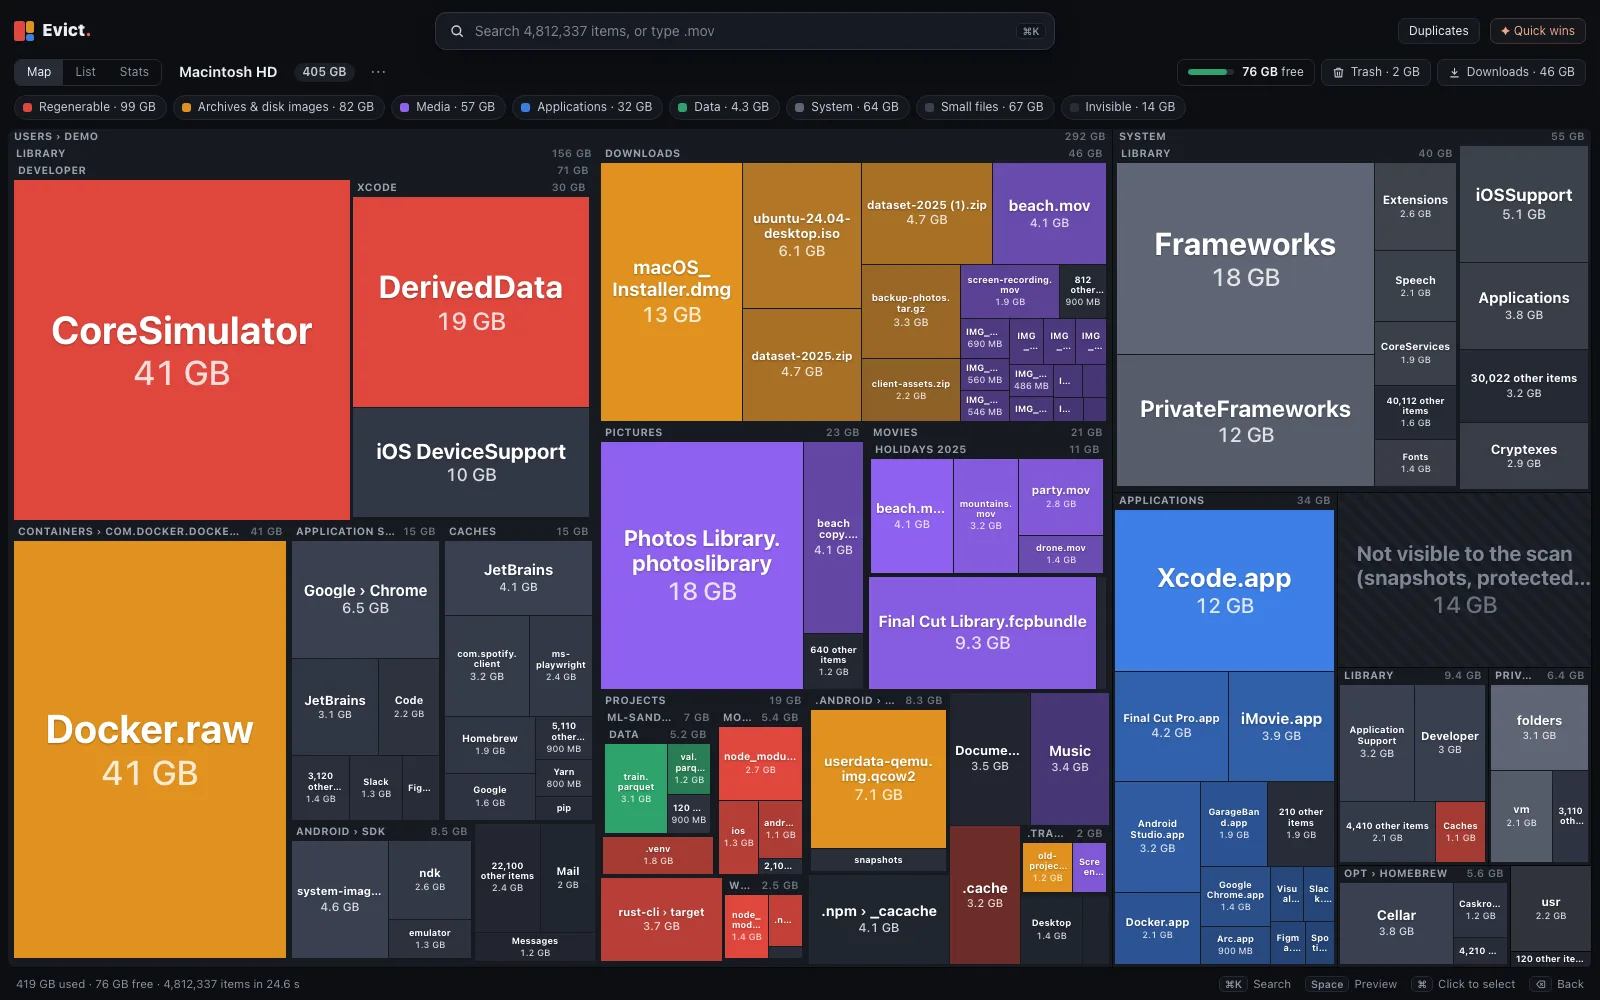 Evict.
Search 4,812,337 items, or type .mov
⌘K
Duplicates
✦ Quick wins
Map
List
Stats
Macintosh HD
405 GB
···
76 GB free
Trash · 2 GB
Downloads · 46 GB
Regenerable · 99 GB
Archives & disk images · 82 GB
Media · 57 GB
Applications · 32 GB
Data · 4.3 GB
System · 64 GB
Small files · 67 GB
Invisible · 14 GB
USERS › DEMO
292 GB
LIBRARY
156 GB
DEVELOPER
71 GB
CoreSimulator
41 GB
XCODE
30 GB
DerivedData
19 GB
iOS DeviceSupport
10 GB
CONTAINERS › COM.DOCKER.DOCKE...
41 GB
Docker.raw
41 GB
APPLICATION S...
15 GB
Google › Chrome
6.5 GB
JetBrains
3.1 GB
Code
2.2 GB
3,120
other...
1.4 GB
Slack
1.3 GB
Fig...
CACHES
15 GB
JetBrains
4.1 GB
com.spotify.
client
3.2 GB
ms-
playwright
2.4 GB
Homebrew
1.9 GB
5,110
other...
900 MB
Google
1.6 GB
Yarn
800 MB
pip
ANDROID › SDK
8.5 GB
system-imag...
4.6 GB
ndk
2.6 GB
emulator
1.3 GB
22,100
other items
2.4 GB
Mail
2 GB
Messages
1.2 GB
DOWNLOADS
46 GB
macOS_
Installer.dmg
13 GB
ubuntu-24.04-
desktop.iso
6.1 GB
dataset-2025.zip
4.7 GB
dataset-2025 (1).zip
4.7 GB
beach.mov
4.1 GB
backup-photos.
tar.gz
3.3 GB
client-assets.zip
2.2 GB
screen-recording.
mov
1.9 GB
812
other...
900 MB
IMG_...
690 MB
IMG
_...
IMG
_...
IMG
_...
IMG_...
560 MB
IMG_...
486 MB
I...
IMG_...
546 MB
IMG_...
I...
PICTURES
23 GB
Photos Library.
photoslibrary
18 GB
beach
copy....
4.1 GB
640 other
items
1.2 GB
MOVIES
21 GB
HOLIDAYS 2025
11 GB
beach.m...
4.1 GB
mountains.
mov
3.2 GB
party.mov
2.8 GB
drone.mov
1.4 GB
Final Cut Library.fcpbundle
9.3 GB
PROJECTS
19 GB
ML-SAND...
7 GB
DATA
5.2 GB
train.
parquet
3.1 GB
val.
parq...
1.2 GB
120 ...
900 MB
.venv
1.8 GB
MO...
5.4 GB
node_modu...
2.7 GB
ios
1.3 GB
andr...
1.1 GB
2,10...
rust-cli › target
3.7 GB
W...
2.5 GB
node_
mod...
1.4 GB
.n...
.ANDROID › ...
8.3 GB
userdata-qemu.
img.qcow2
7.1 GB
snapshots
.npm › _cacache
4.1 GB
Docume...
3.5 GB
Music
3.4 GB
.cache
3.2 GB
.TRA...
2 GB
old-
projec...
1.2 GB
Scre
en...
Desktop
1.4 GB
SYSTEM
55 GB
LIBRARY
40 GB
Frameworks
18 GB
PrivateFrameworks
12 GB
Extensions
2.6 GB
Speech
2.1 GB
CoreServices
1.9 GB
40,112 other
items
1.6 GB
Fonts
1.4 GB
iOSSupport
5.1 GB
Applications
3.8 GB
30,022 other items
3.2 GB
Cryptexes
2.9 GB
APPLICATIONS
34 GB
Xcode.app
12 GB
Final Cut Pro.app
4.2 GB
iMovie.app
3.9 GB
Android
Studio.app
3.2 GB
GarageBan
d.app
1.9 GB
210 other
items
1.9 GB
Docker.app
2.1 GB
Google
Chrome.app
1.4 GB
Visu
al...
Slac
k....
Arc.app
900 MB
Figm
a....
Spo
ti...
Not visible to the scan
(snapshots, protected...
14 GB
LIBRARY
9.4 GB
Application
Support
3.2 GB
Developer
3 GB
4,410 other items
2.1 GB
Caches
1.1 GB
PRIV...
6.4 GB
folders
3.1 GB
vm
2.1 GB
3,110
oth...
OPT › HOMEBREW
5.6 GB
Cellar
3.8 GB
Caskro...
1.2 GB
4,210 ...
usr
2.2 GB
120 other ite...
419 GB used · 76 GB free · 4,812,337 items in 24.6 s
⌘K Search
Space Preview
⌘ Click to select
⌫ Back